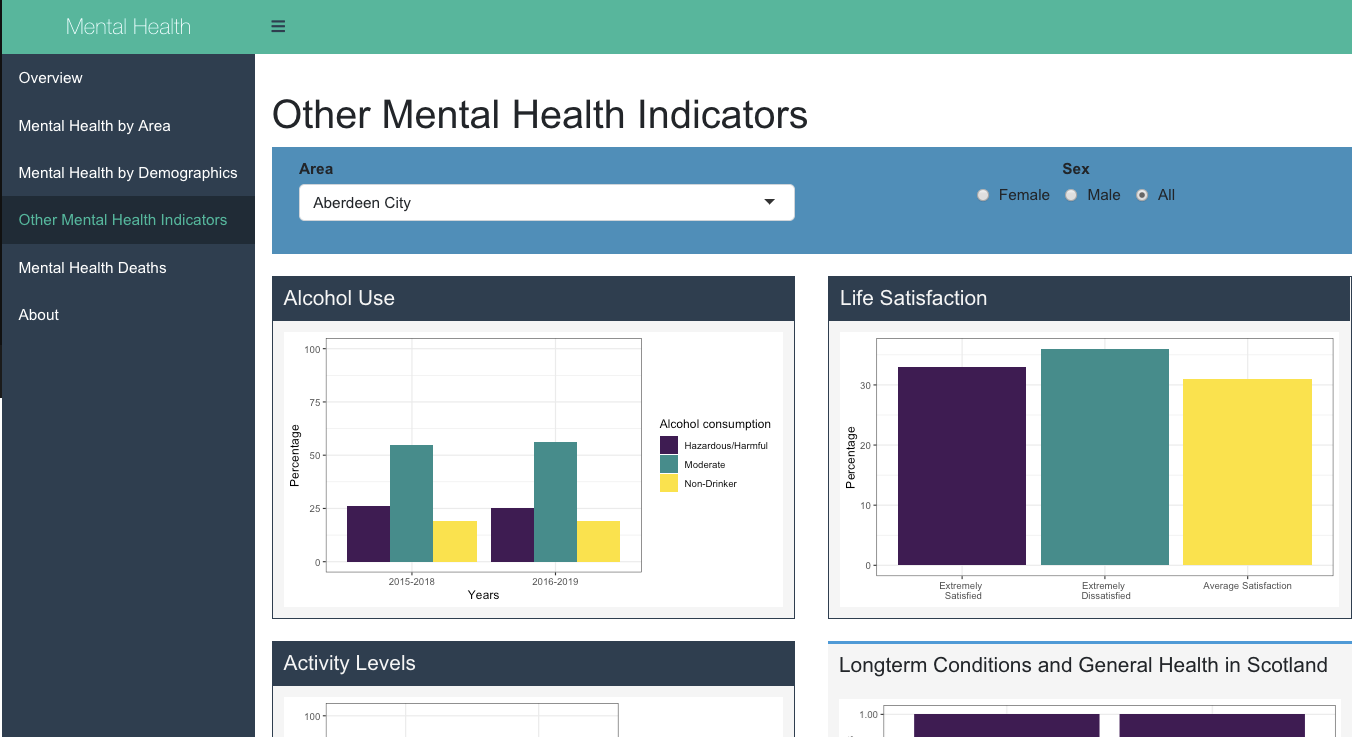 Mental Health
Overview
Mental Health by Area
Mental Health by Demographics
Other Mental Health Indicators
Mental Health Deaths
About
Other Mental Health Indicators
Area
Aberdeen City
Sex
Female Male All
Alcohol Use
100
75
50
25
0
Percentage
2015-2018 2016-2019
Years
Alcohol consumption
Hazardous/Harmful
Moderate
Non-Drinker
Life Satisfaction
30
20
10
0
Percentage
Extremely
Satisfied
Extremely
Dissatisfied
Average Satisfaction
Activity Levels
100
Longterm Conditions and General Health in Scotland
1.00